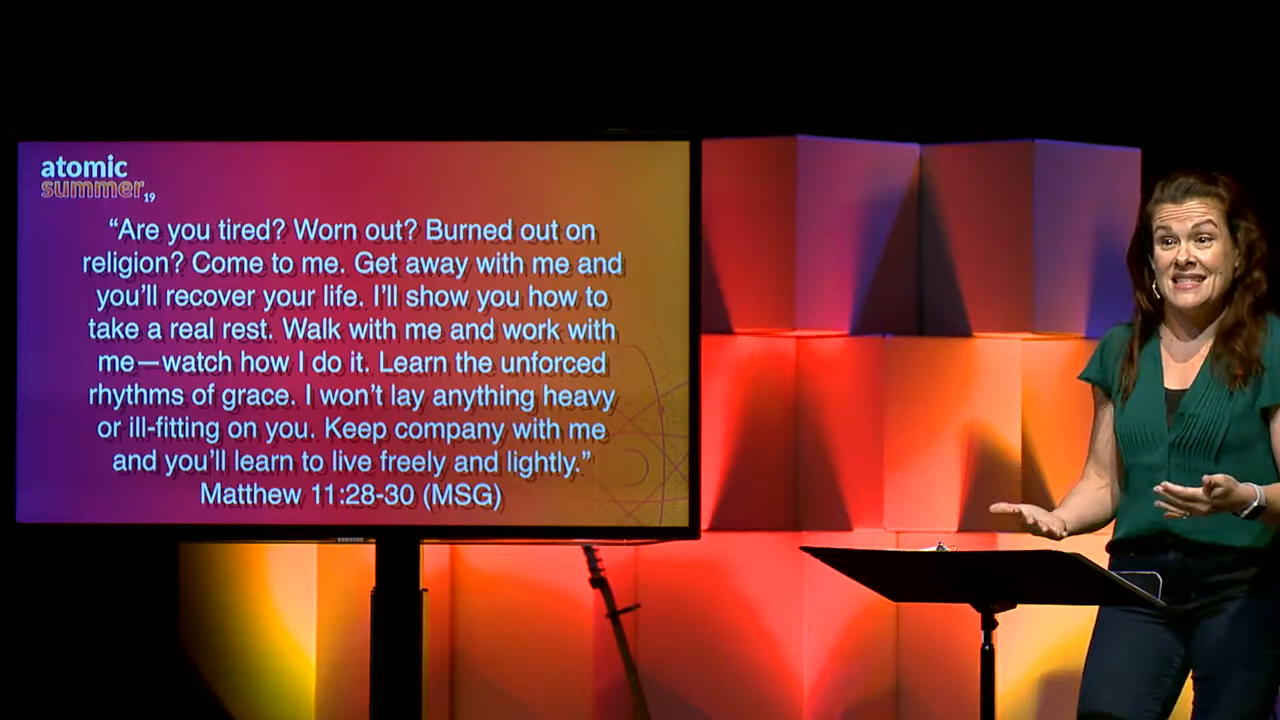 atomic
summer19
“Are you tired? Worn out? Burned out on
religion? Come to me. Get away with me and
you’ll recover your life. I’ll show you how to
take a real rest. Walk with me and work with
me—watch how I do it. Learn the unforced
rhythms of grace. I won’t lay anything heavy
or ill-fitting on you. Keep company with me
and you’ll learn to live freely and lightly.”
Matthew 11:28-30 (MSG)
SAMSUNG